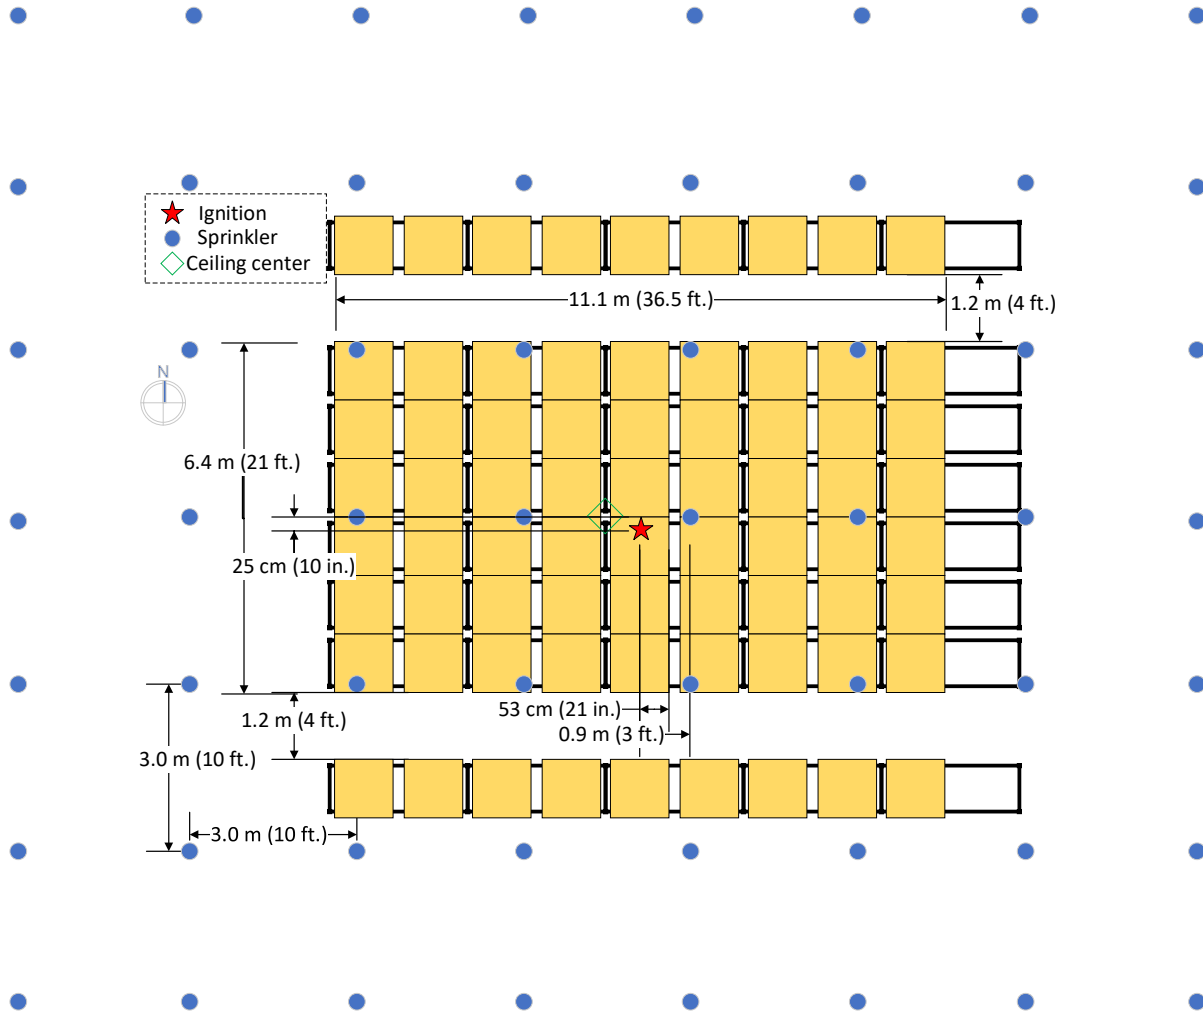 Ignition
Sprinkler
Ceiling center
11.1 m (36.5 ft.)
1.2 m (4 ft.)
N
6.4 m (21 ft.)
25 cm (10 in.)
53 cm (21 in.)
1.2 m (4 ft.)
0.9 m (3 ft.)
3.0 m (10 ft.)
3.0 m (10 ft.)